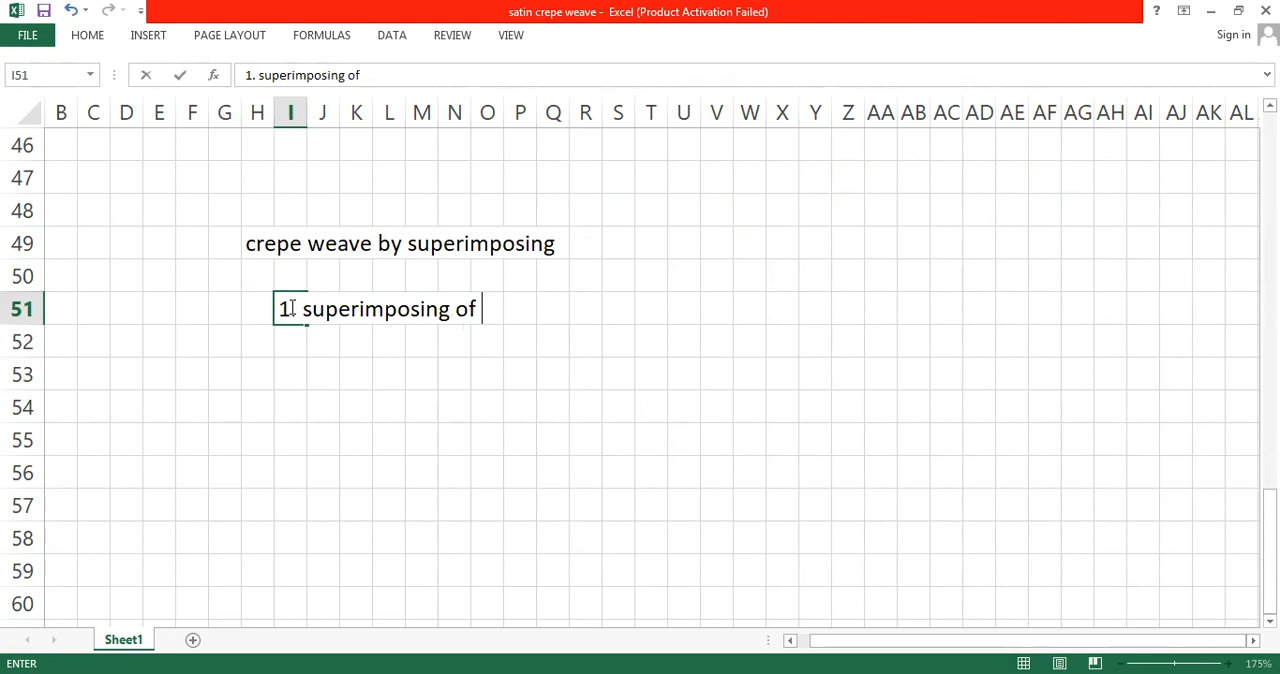 satin crepe weave - Excel (Product Activation Failed)
?
FILE HOME INSERT PAGE LAYOUT FORMULAS DATA REVIEW VIEW
Sign in
I51
fx
1. superimposing of
B C D E F G H I J K L M N O P Q R S T U V W X Y Z AA AB AC AD AE AF AG AH AI AJ AK AL
46
47
48
49 crepe weave by superimposing
50
51 1. superimposing of
52
53
54
55
56
57
58
59
60
Sheet1
ENTER
175%